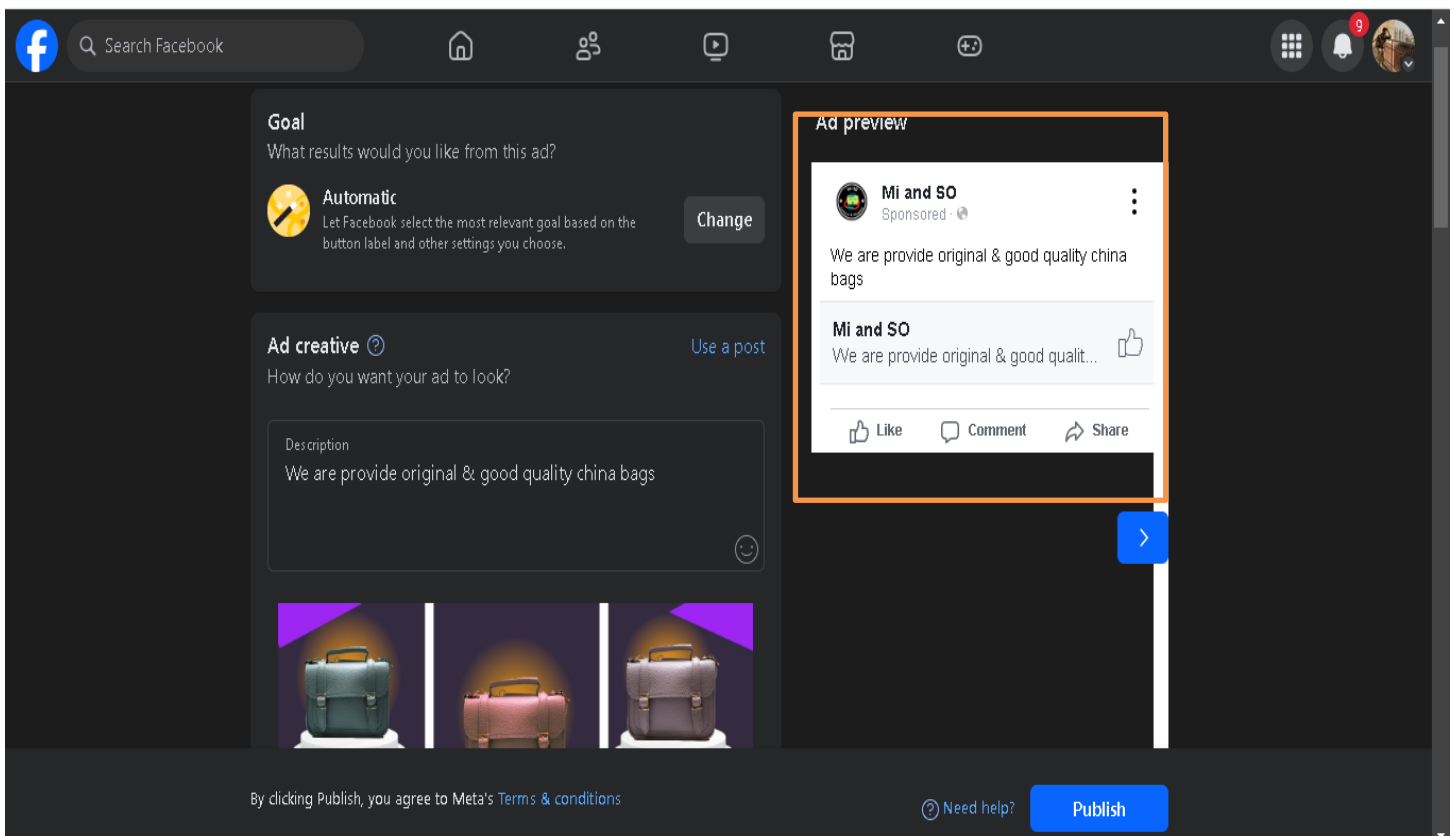 Search Facebook
9
Goal
What results would you like from this ad?
Automatic
Let Facebook select the most relevant goal based on the
button label and other settings you choose.
Change
Ad creative
Use a post
How do you want your ad to look?
Description
We are provide original & good quality china bags
Ad preview
Mi and SO
Sponsored ·
We are provide original & good quality china
bags
Mi and SO
We are provide original & good qualit...
Like
Comment
Share
By clicking Publish, you agree to Meta's Terms & conditions
Need help?
Publish